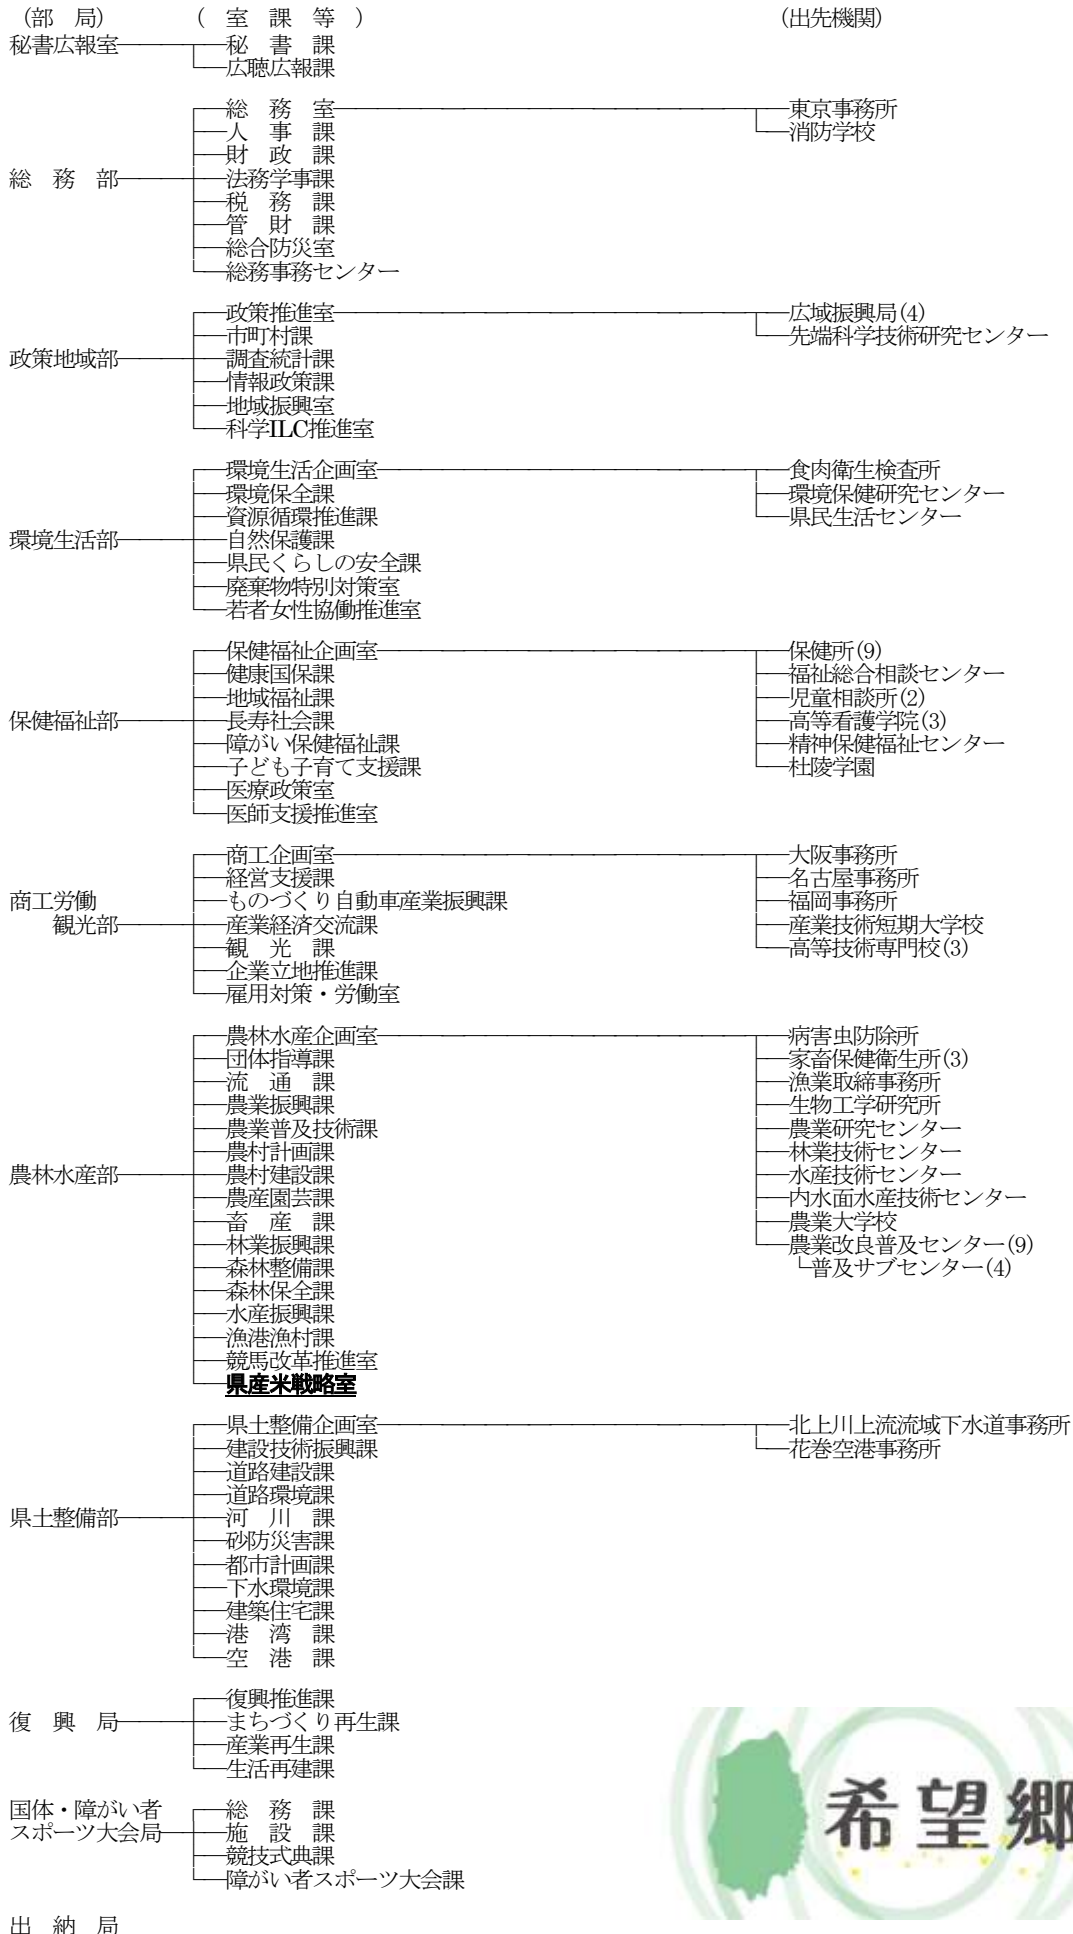 (部　局)　(　室　課　等　)　(出先機関)
秘書広報室　秘　書　課
広聴広報課
総　務　室　東京事務所
人　事　課　消防学校
財　政　課
総　務　部　法務学事課
税　務　課
管　財　課
総合防災室
総務事務センター
政策推進室　広域振興局(4)
市町村課　先端科学技術研究センター
政策地域部　調査統計課
情報政策課
地域振興室
科学ILC推進室
環境生活企画室　食肉衛生検査所
環境保全課　環境保健研究センター
資源循環推進課　県民生活センター
環境生活部　自然保護課
県民くらしの安全課
廃棄物特別対策室
若者女性協働推進室
保健福祉企画室　保健所(9)
健康国保課　福祉総合相談センター
地域福祉課　児童相談所(2)
保健福祉部　長寿社会課　高等看護学院(3)
障がい保健福祉課　精神保健福祉センター
子ども子育て支援課　杜陵学園
医療政策室
医師支援推進室
商工企画室　大阪事務所
経営支援課　名古屋事務所
商工労働　ものづくり自動車産業振興課　福岡事務所
観光部　産業経済交流課　産業技術短期大学校
観　光　課　高等技術専門校(3)
企業立地推進課
雇用対策・労働室
農林水産企画室　病害虫防除所
団体指導課　家畜保健衛生所(3)
流　通　課　漁業取締事務所
農業振興課　生物工学研究所
農業普及技術課　農業研究センター
農村計画課　林業技術センター
農林水産部　農村建設課　水産技術センター
農産園芸課　内水面水産技術センター
畜　産　課　農業大学校
林業振興課　農業改良普及センター(9)
森林整備課　普及サブセンター(4)
森林保全課
水産振興課
漁港漁村課
競馬改革推進室
県産米戦略室
県土整備企画室　北上川上流流域下水道事務所
建設技術振興課　花巻空港事務所
道路建設課
道路環境課
県土整備部　河　川　課
砂防災害課
都市計画課
下水環境課
建築住宅課
港　湾　課
空　港　課
復興推進課
復　興　局　まちづくり再生課
産業再生課
生活再建課
国体・障がい者　総　務　課
スポーツ大会局　施　設　課
競技式典課
障がい者スポーツ大会課
希望郷
出　納　局